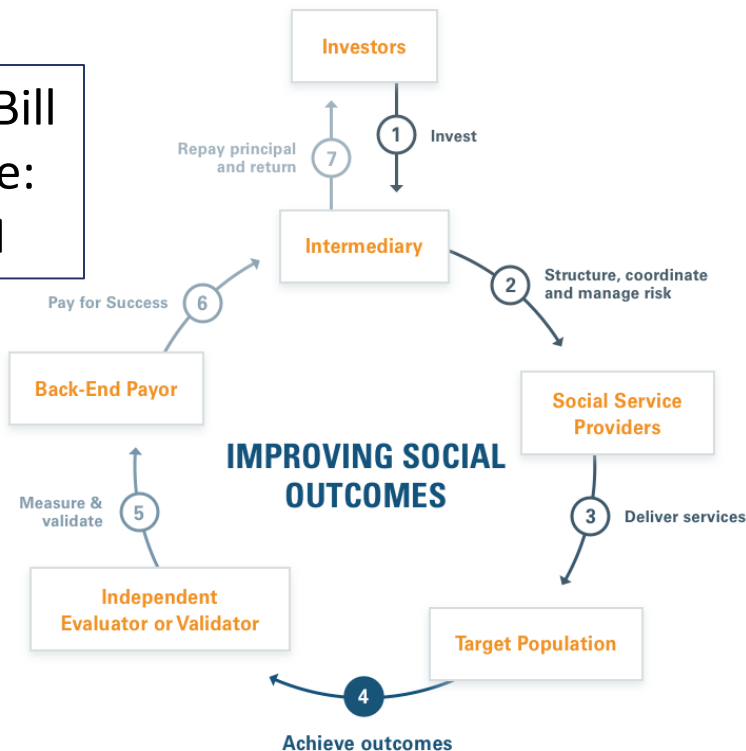 Bill
e:
Investors
1
Invest
Repay principal
and return
7
Intermediary
2
Structure, coordinate
and manage risk
Pay for Success
6
Back-End Payor
Social Service
Providers
IMPROVING SOCIAL
OUTCOMES
Measure &
validate
5
3
Deliver services
Independent
Evaluator or Validator
Target Population
4
Achieve outcomes